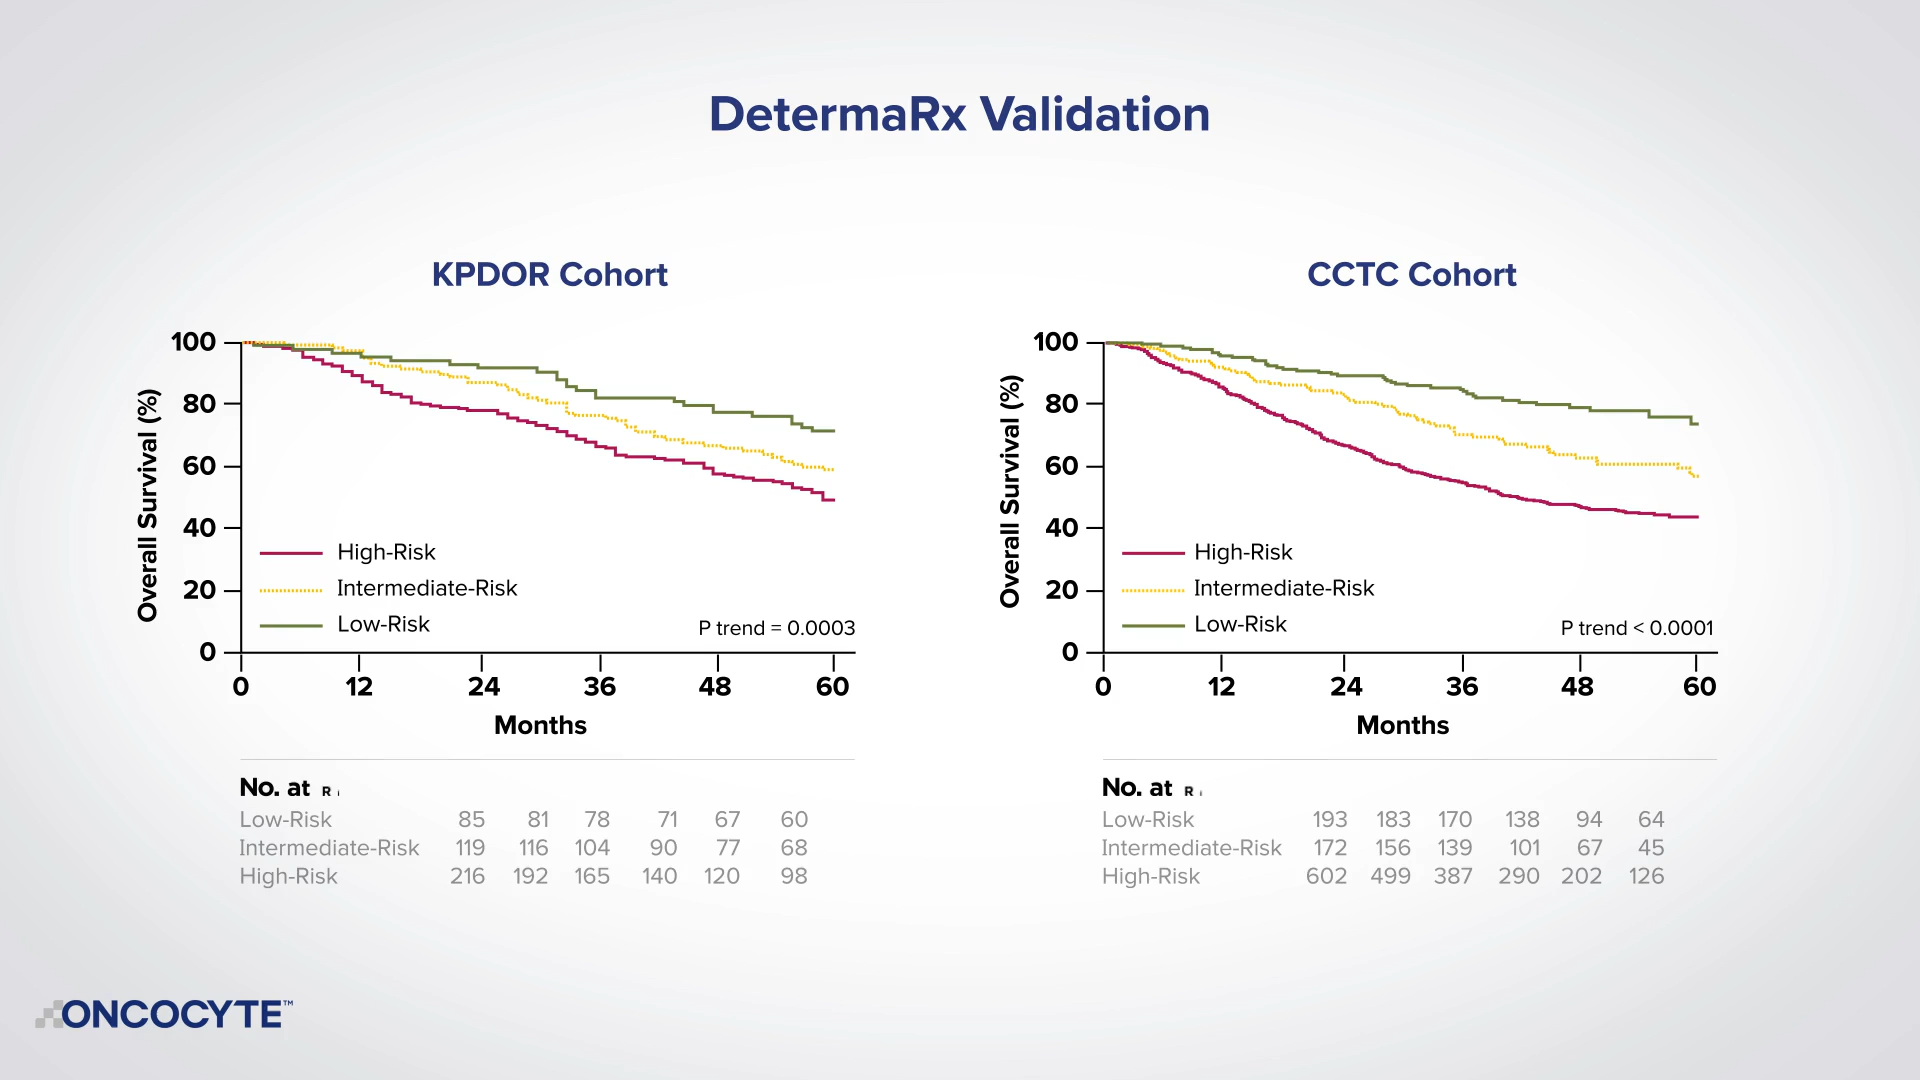 DetermaRx Validation
KPDOR Cohort
100
80
60
40
20
0
Overall Survival (%)
High-Risk
Intermediate-Risk
Low-Risk
P trend = 0.0003
0 12 24 36 48 60
Months
No. at R
Low-Risk 85 81 78 71 67 60
Intermediate-Risk 119 116 104 90 77 68
High-Risk 216 192 165 140 120 98
CCTC Cohort
100
80
60
40
20
0
Overall Survival (%)
High-Risk
Intermediate-Risk
Low-Risk
P trend < 0.0001
0 12 24 36 48 60
Months
No. at R
Low-Risk 193 183 170 138 94 64
Intermediate-Risk 172 156 139 101 67 45
High-Risk 602 499 387 290 202 126
ONCOCYTE™